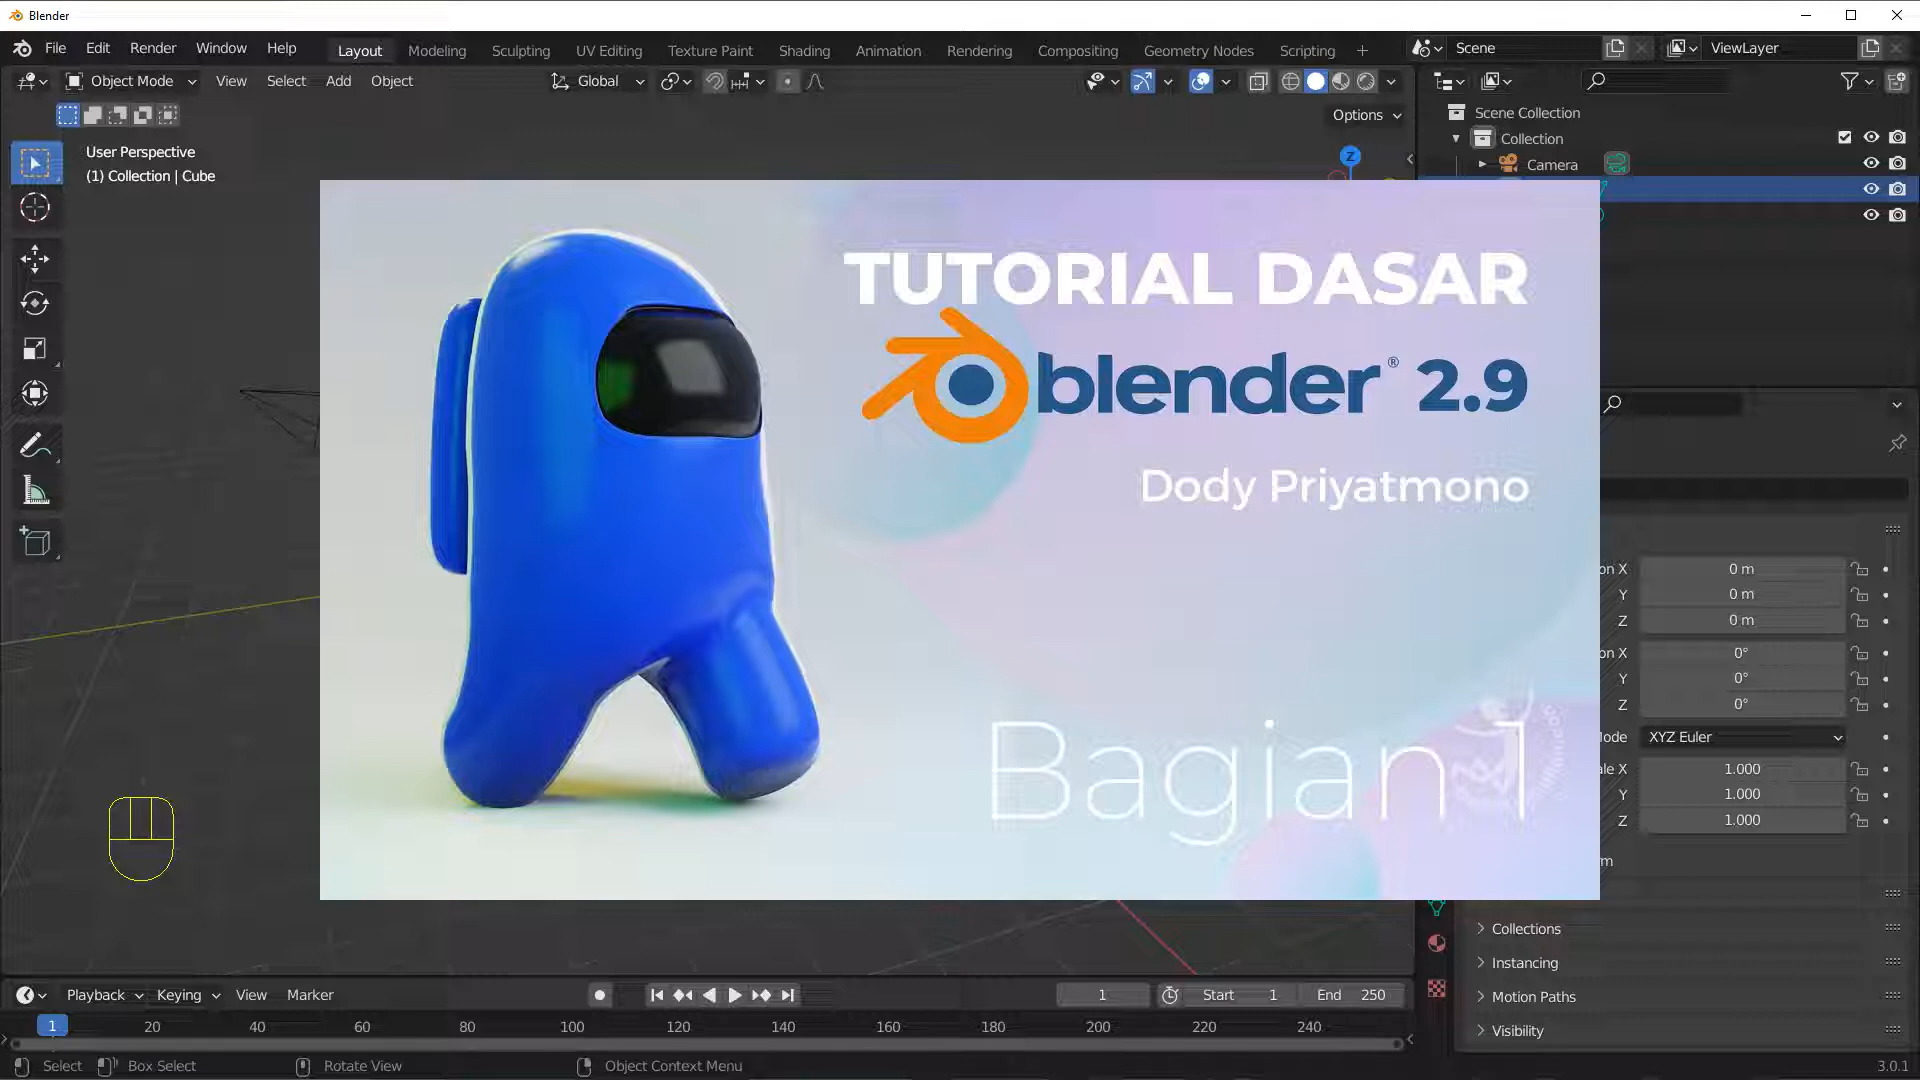 Blender
File Edit Render Window Help Layout Modeling Sculpting UV Editing Texture Paint Shading Animation Rendering Compositing Geometry Nodes Scripting + Scene ViewLayer
Object Mode View Select Add Object Global
Options
Scene Collection
Collection
Camera
User Perspective
(1) Collection | Cube
Z
TUTORIAL DASAR
blender® 2.9
Dody Priyatmono
Bagian 1
on X 0 m
Y 0 m
Z 0 m
on X 0°
Y 0°
Z 0°
ode XYZ Euler
ale X 1.000
Y 1.000
Z 1.000
m
Collections
Instancing
Motion Paths
Visibility
Playback Keying View Marker 1 Start 1 End 250
1 20 40 60 80 100 120 140 160 180 200 220 240
Select Box Select Rotate View Object Context Menu 3.0.1